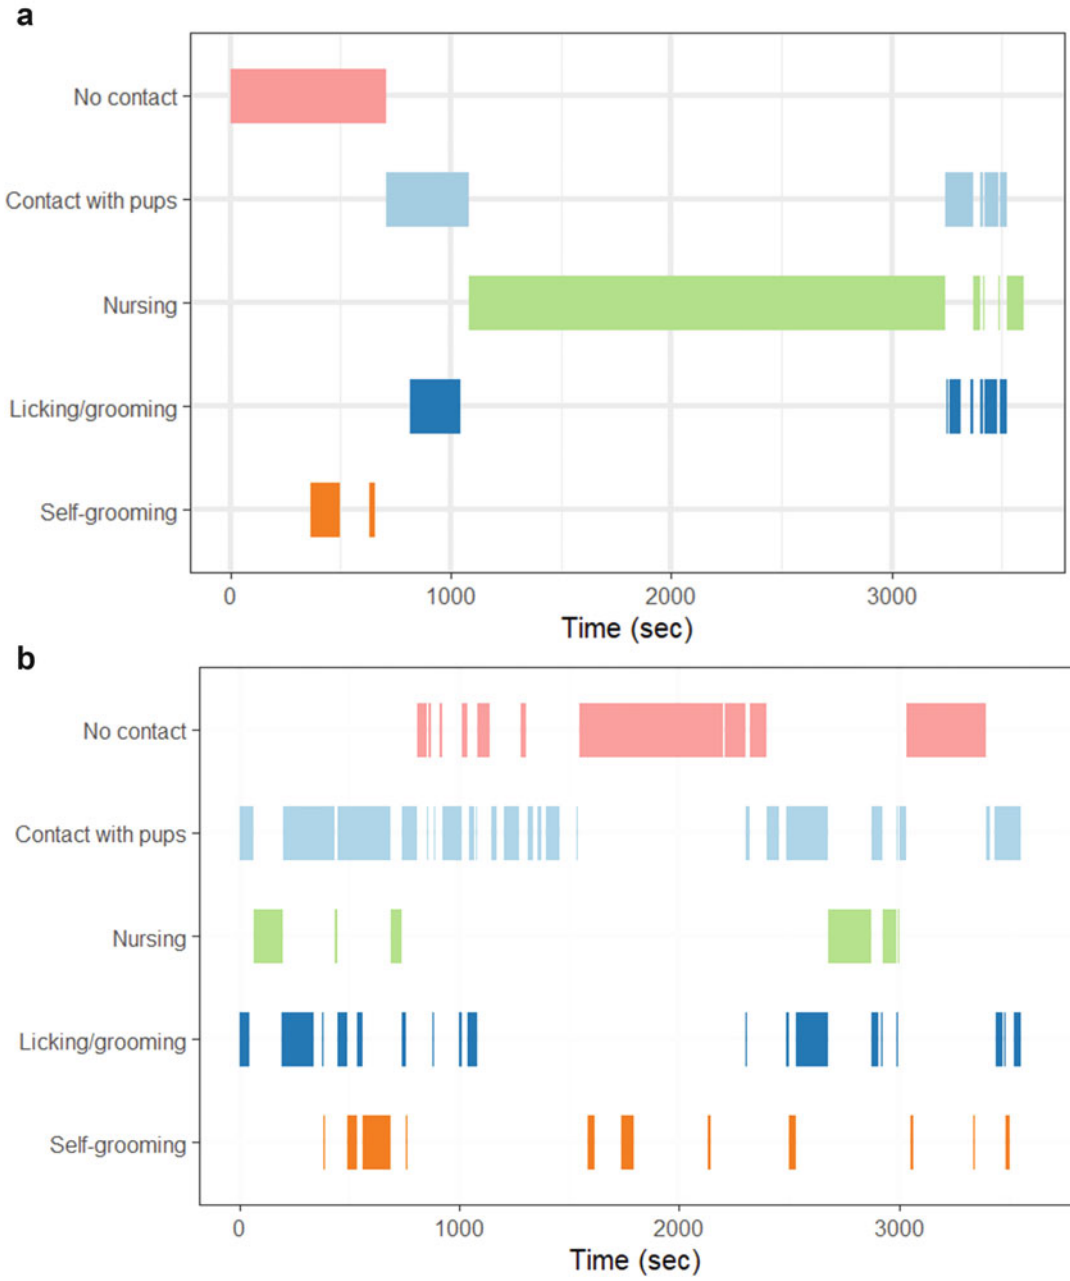 a
No contact
Contact with pups
Nursing
Licking/grooming
Self-grooming
0 1000 2000 3000
Time (sec)
b
No contact
Contact with pups
Nursing
Licking/grooming
Self-grooming
0 1000 2000 3000
Time (sec)